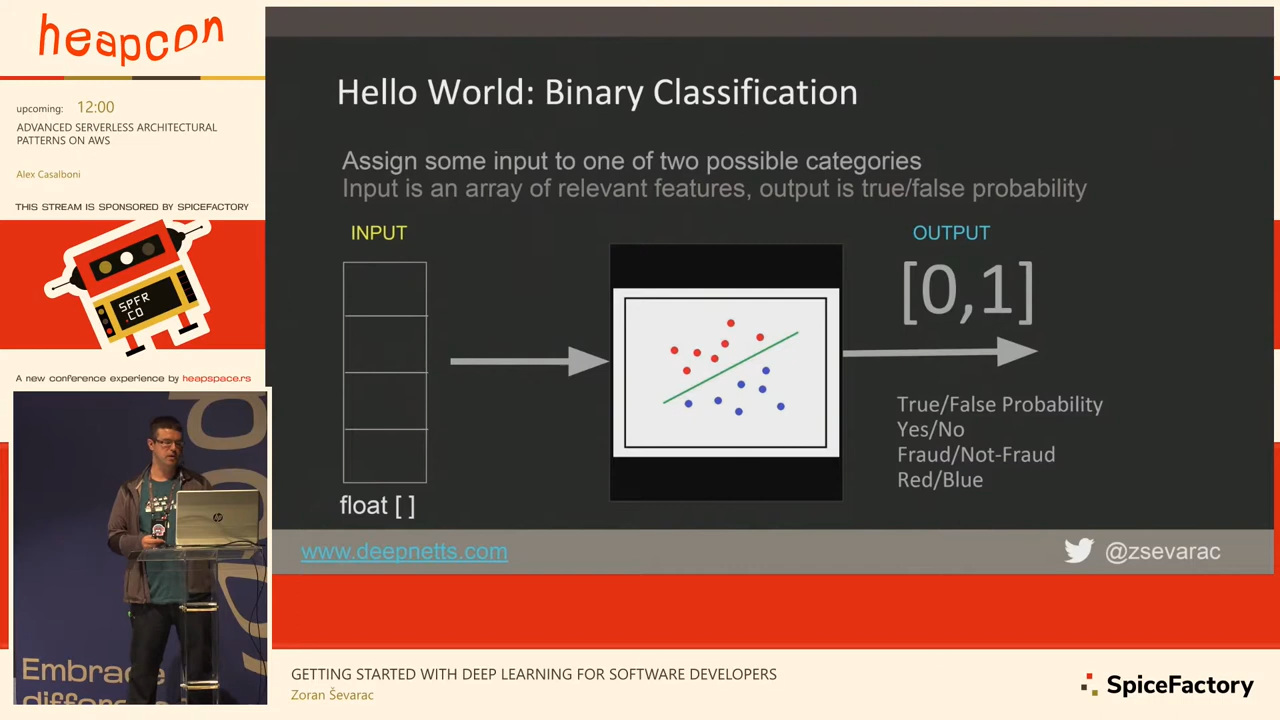 heapcon
upcoming: 12:00
ADVANCED SERVERLESS ARCHITECTURAL
PATTERNS ON AWS
Alex Casalboni
THIS STREAM IS SPONSORED BY SPICEFACTORY
SPFR
.CO
A new conference experience by heapspace.rs
Hello World: Binary Classification
Assign some input to one of two possible categories
Input is an array of relevant features, output is true/false probability
INPUT
OUTPUT
[0,1]
True/False Probability
Yes/No
Fraud/Not-Fraud
Red/Blue
float [ ]
www.deepnetts.com
@zsevarac
hp
Embrace
difference
GETTING STARTED WITH DEEP LEARNING FOR SOFTWARE DEVELOPERS
Zoran Ševarac
SpiceFactory